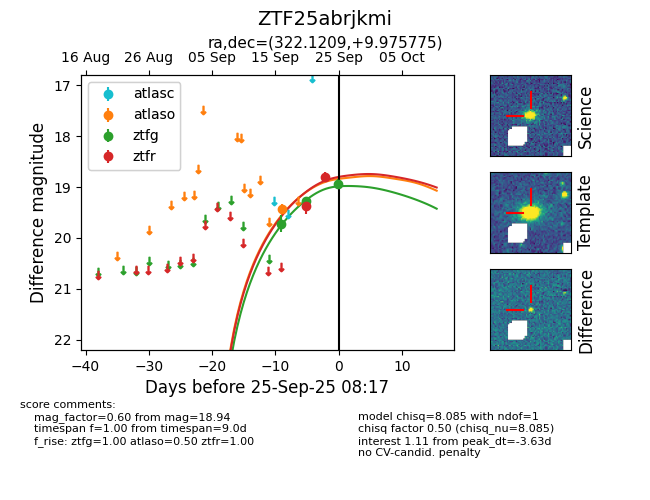 ZTF25abrjkmi
ra,dec=(322.1209,+9.975775)
16 Aug 26 Aug 05 Sep 15 Sep 25 Sep 05 Oct
17
18
19
20
21
22
Difference magnitude
atlasc
atlaso
ztfg
ztfr
−40 −30 −20 −10 0 10
Days before 25-Sep-25 08:17
Science
Template
Difference
score comments:
mag_factor=0.60 from mag=18.94
timespan f=1.00 from timespan=9.0d
f_rise: ztfg=1.00 atlaso=0.50 ztfr=1.00
model chisq=8.085 with ndof=1
chisq factor 0.50 (chisq_nu=8.085)
interest 1.11 from peak_dt=-3.63d
no CV-candid. penalty